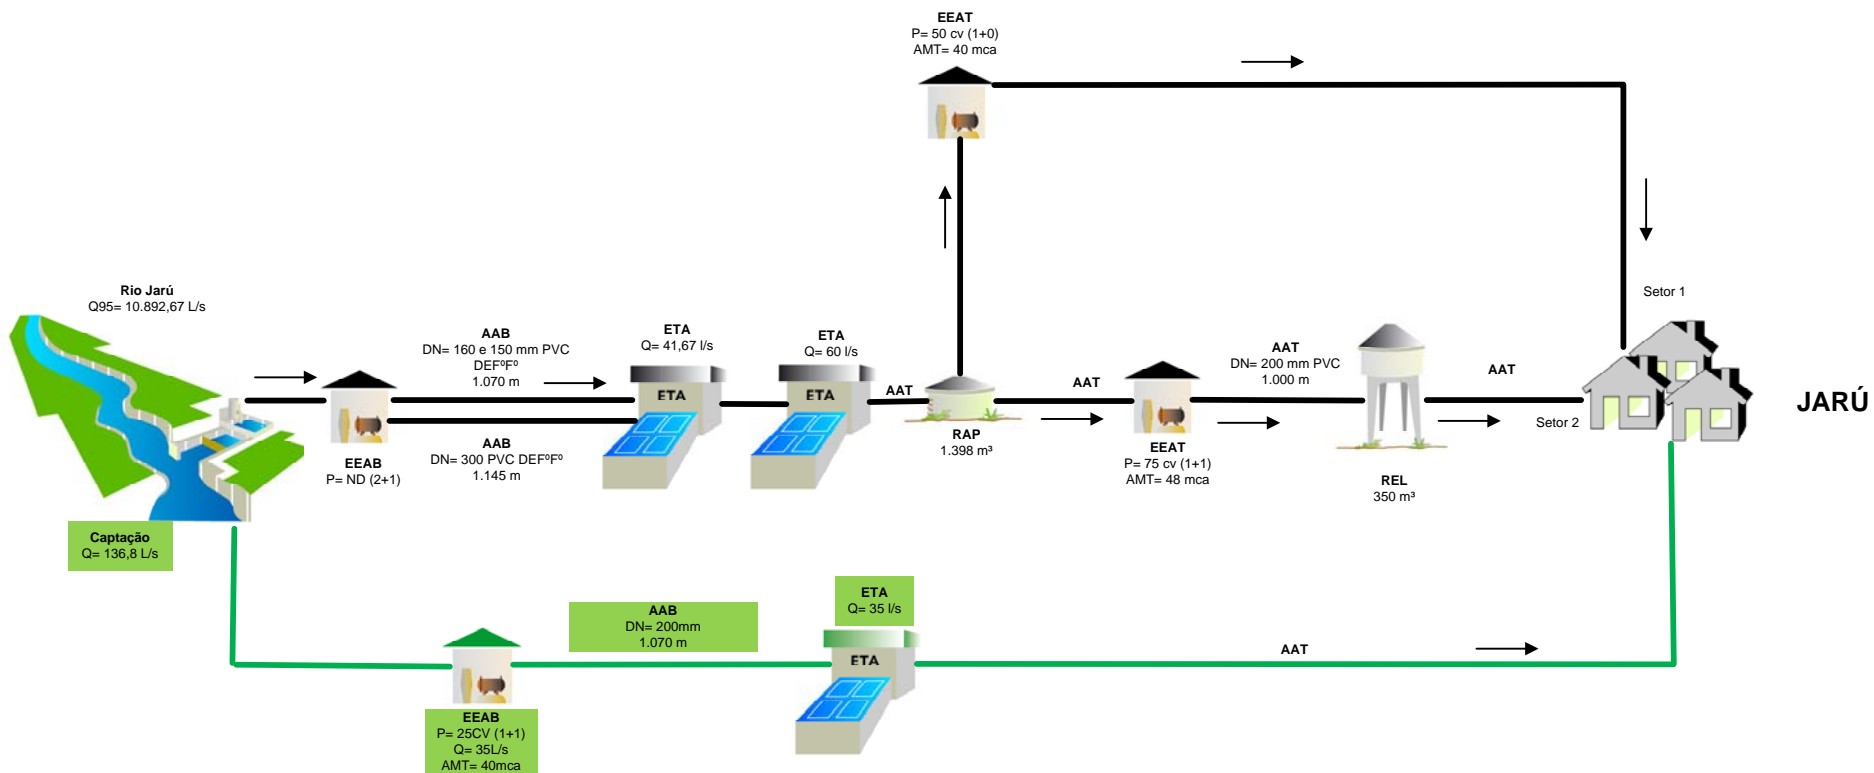 EEAT
P= 50 cv (1+0)
AMT= 40 mca
Rio Jarú
Q95= 10.892,67 L/s
AAB
DN= 160 e 150 mm PVC
DEFºFº
1.070 m
ETA
Q= 41,67 l/s
ETA
Q= 60 l/s
AAT
DN= 200 mm PVC
1.000 m
Setor 1
ETA
ETA
AAT
AAT
AAT
JARÚ
Setor 2
RAP
1.398 m³
EEAB
P= ND (2+1)
AAB
DN= 300 PVC DEFºFº
1.145 m
EEAT
P= 75 cv (1+1)
AMT= 48 mca
REL
350 m³
Captação
Q= 136,8 L/s
AAB
DN= 200mm
1.070 m
ETA
Q= 35 l/s
ETA
AAT
EEAB
P= 25CV (1+1)
Q= 35L/s
AMT= 40mca